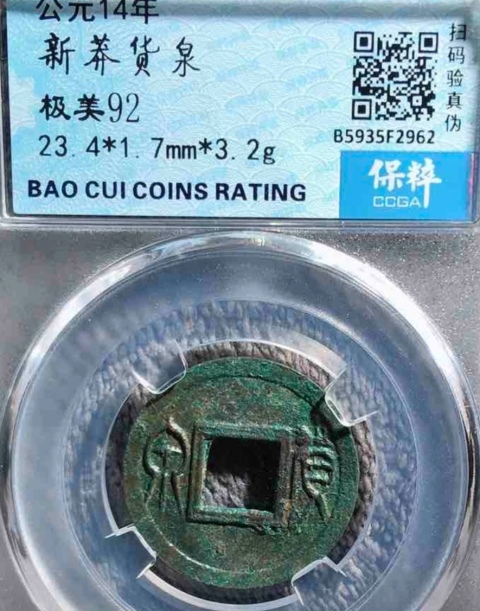 公元14年
新莽货泉
极美92
23.4*1.7mm*3.2g
BAO CUI COINS RATING
扫码验真伪
B5935F2962
保粹
CCGA
货泉